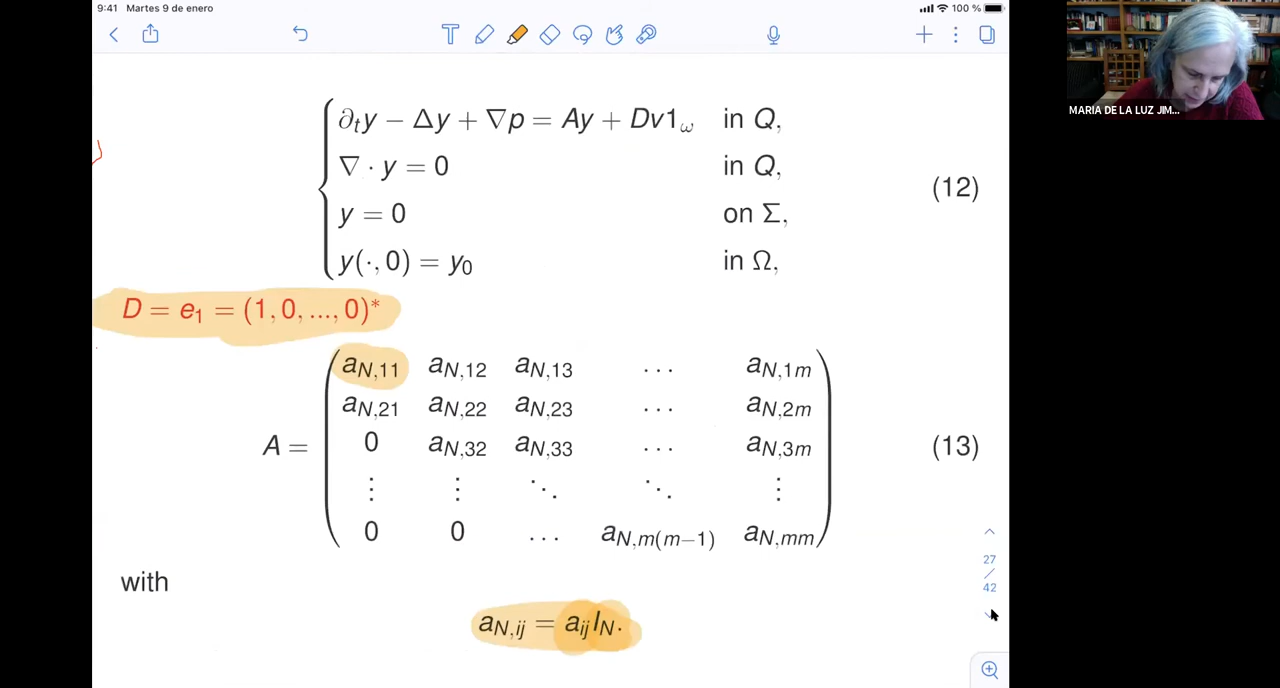 9:41 Martes 9 de enero
100 %
MARIA DE LA LUZ JIM...
∂ₜy − Δy + ∇p = Ay + Dv1_ω in Q,
∇ · y = 0 in Q,
y = 0 on Σ,
y(·, 0) = y₀ in Ω,
(12)
D = e₁ = (1, 0, ..., 0)*
a_{N,11} a_{N,12} a_{N,13} ... a_{N,1m}
a_{N,21} a_{N,22} a_{N,23} ... a_{N,2m}
A = 0 a_{N,32} a_{N,33} ... a_{N,3m} (13)
⋮ ⋮ ⋱ ⋱ ⋮
0 0 ... a_{N,m(m−1)} a_{N,mm}
with
a_{N,ij} = a_{ij}I_N.
27
/
42